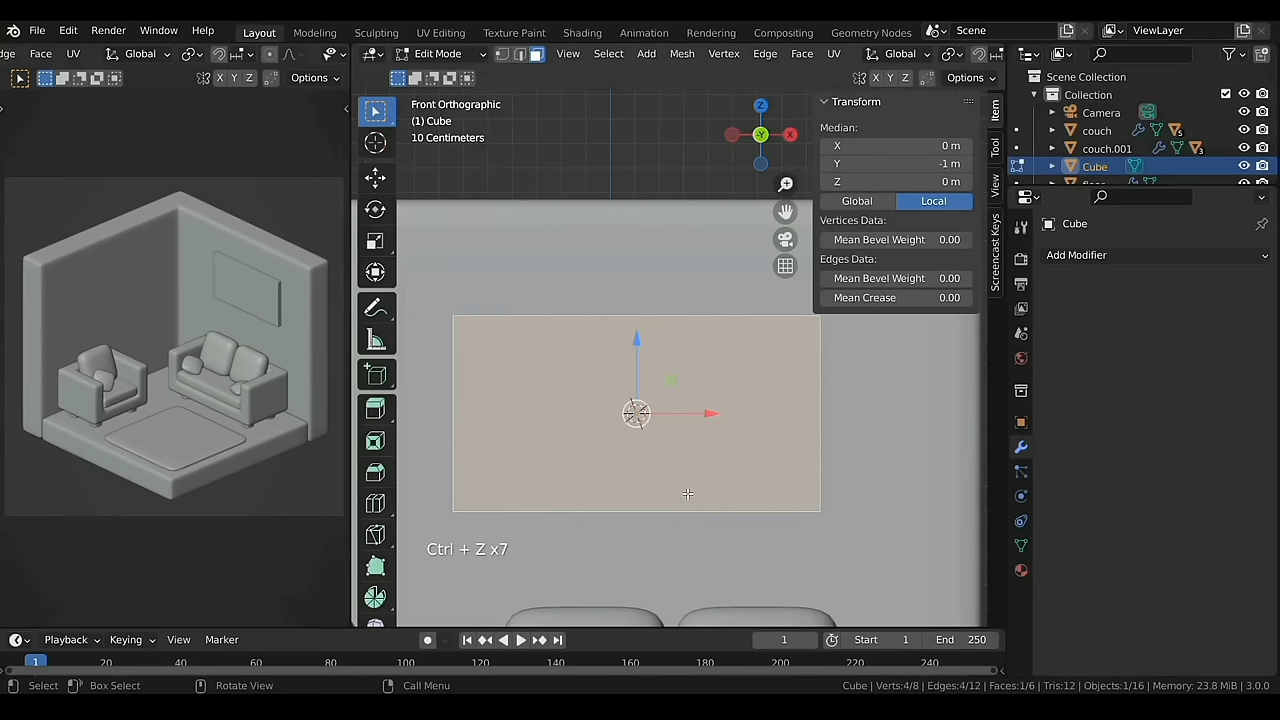 File Edit Render Window Help Layout Modeling Sculpting UV Editing Texture Paint Shading Animation Rendering Compositing Geometry Nodes Scene ViewLayer
dge Face UV Global Edit Mode View Select Add Mesh Vertex Edge Face UV Global
X Y Z Options X Y Z Options
Scene Collection
Collection
Camera
couch 5
couch.001 3
Cube
Front Orthographic
(1) Cube
10 Centimeters
Z
-Y
X
Transform
Median:
X 0 m
Y -1 m
Z 0 m
Global Local
Vertices Data:
Mean Bevel Weight 0.00
Edges Data:
Mean Bevel Weight 0.00
Mean Crease 0.00
Item
Tool
View
Screencast Keys
Cube
Add Modifier
Ctrl + Z x7
Playback Keying View Marker 1 Start 1 End 250
1 20 40 60 80 100 120 140 160 180 200 220 240
Select Box Select Rotate View Call Menu Cube | Verts:4/8 | Edges:4/12 | Faces:1/6 | Tris:12 | Objects:1/16 | Memory: 23.8 MiB | 3.0.0